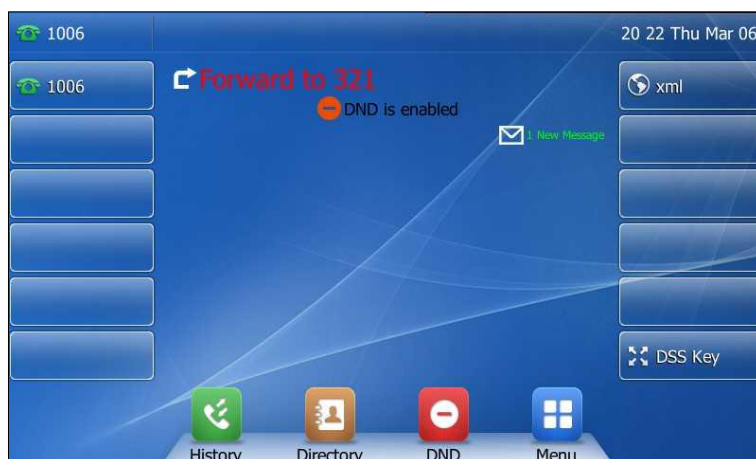 1006 20 22 Thu Mar 06
1006
Forward to 321
xml
DND is enabled
1 New Message
DSS Key
History Directory DND Menu